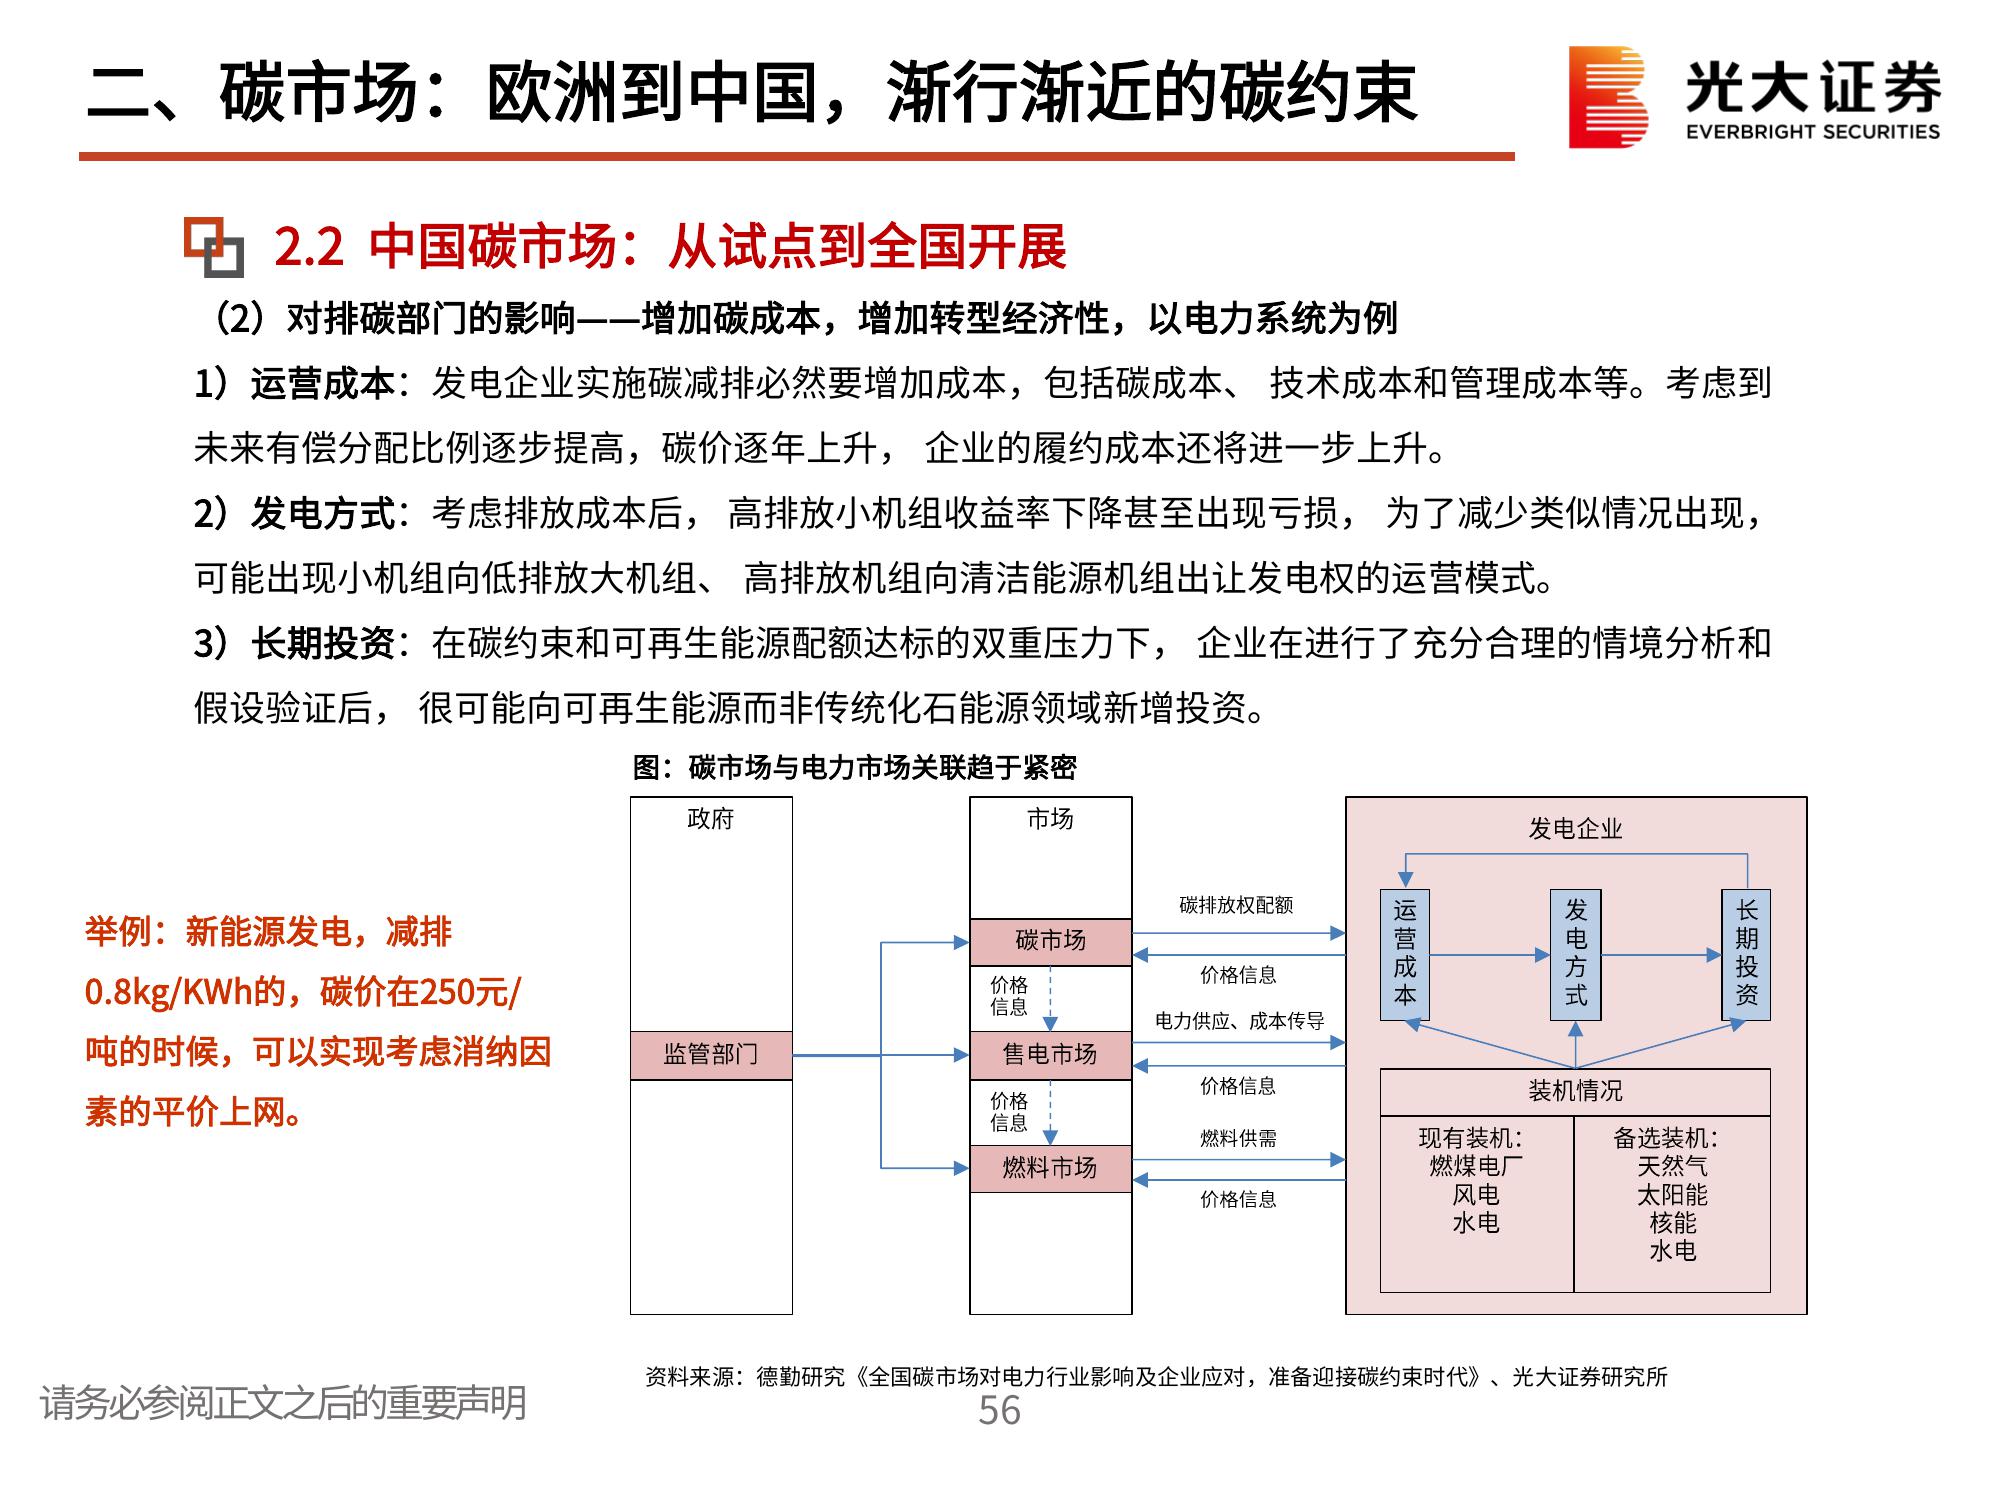 二、碳市场：欧洲到中国，渐行渐近的碳约束
光大证券
EVERBRIGHT SECURITIES
2.2 中国碳市场：从试点到全国开展
（2）对排碳部门的影响——增加碳成本，增加转型经济性，以电力系统为例
1）运营成本：发电企业实施碳减排必然要增加成本，包括碳成本、 技术成本和管理成本等。考虑到
未来有偿分配比例逐步提高，碳价逐年上升， 企业的履约成本还将进一步上升。
2）发电方式：考虑排放成本后， 高排放小机组收益率下降甚至出现亏损， 为了减少类似情况出现，
可能出现小机组向低排放大机组、 高排放机组向清洁能源机组出让发电权的运营模式。
3）长期投资：在碳约束和可再生能源配额达标的双重压力下， 企业在进行了充分合理的情境分析和
假设验证后， 很可能向可再生能源而非传统化石能源领域新增投资。
图：碳市场与电力市场关联趋于紧密
举例：新能源发电，减排
0.8kg/KWh的，碳价在250元/
吨的时候，可以实现考虑消纳因
素的平价上网。
政府
监管部门
市场
碳市场
价格
信息
售电市场
价格
信息
燃料市场
碳排放权配额
价格信息
电力供应、成本传导
价格信息
燃料供需
价格信息
发电企业
运
营
成
本
发
电
方
式
长
期
投
资
装机情况
现有装机：
燃煤电厂
风电
水电
备选装机：
天然气
太阳能
核能
水电
资料来源：德勤研究《全国碳市场对电力行业影响及企业应对，准备迎接碳约束时代》、光大证券研究所
请务必参阅正文之后的重要声明
56